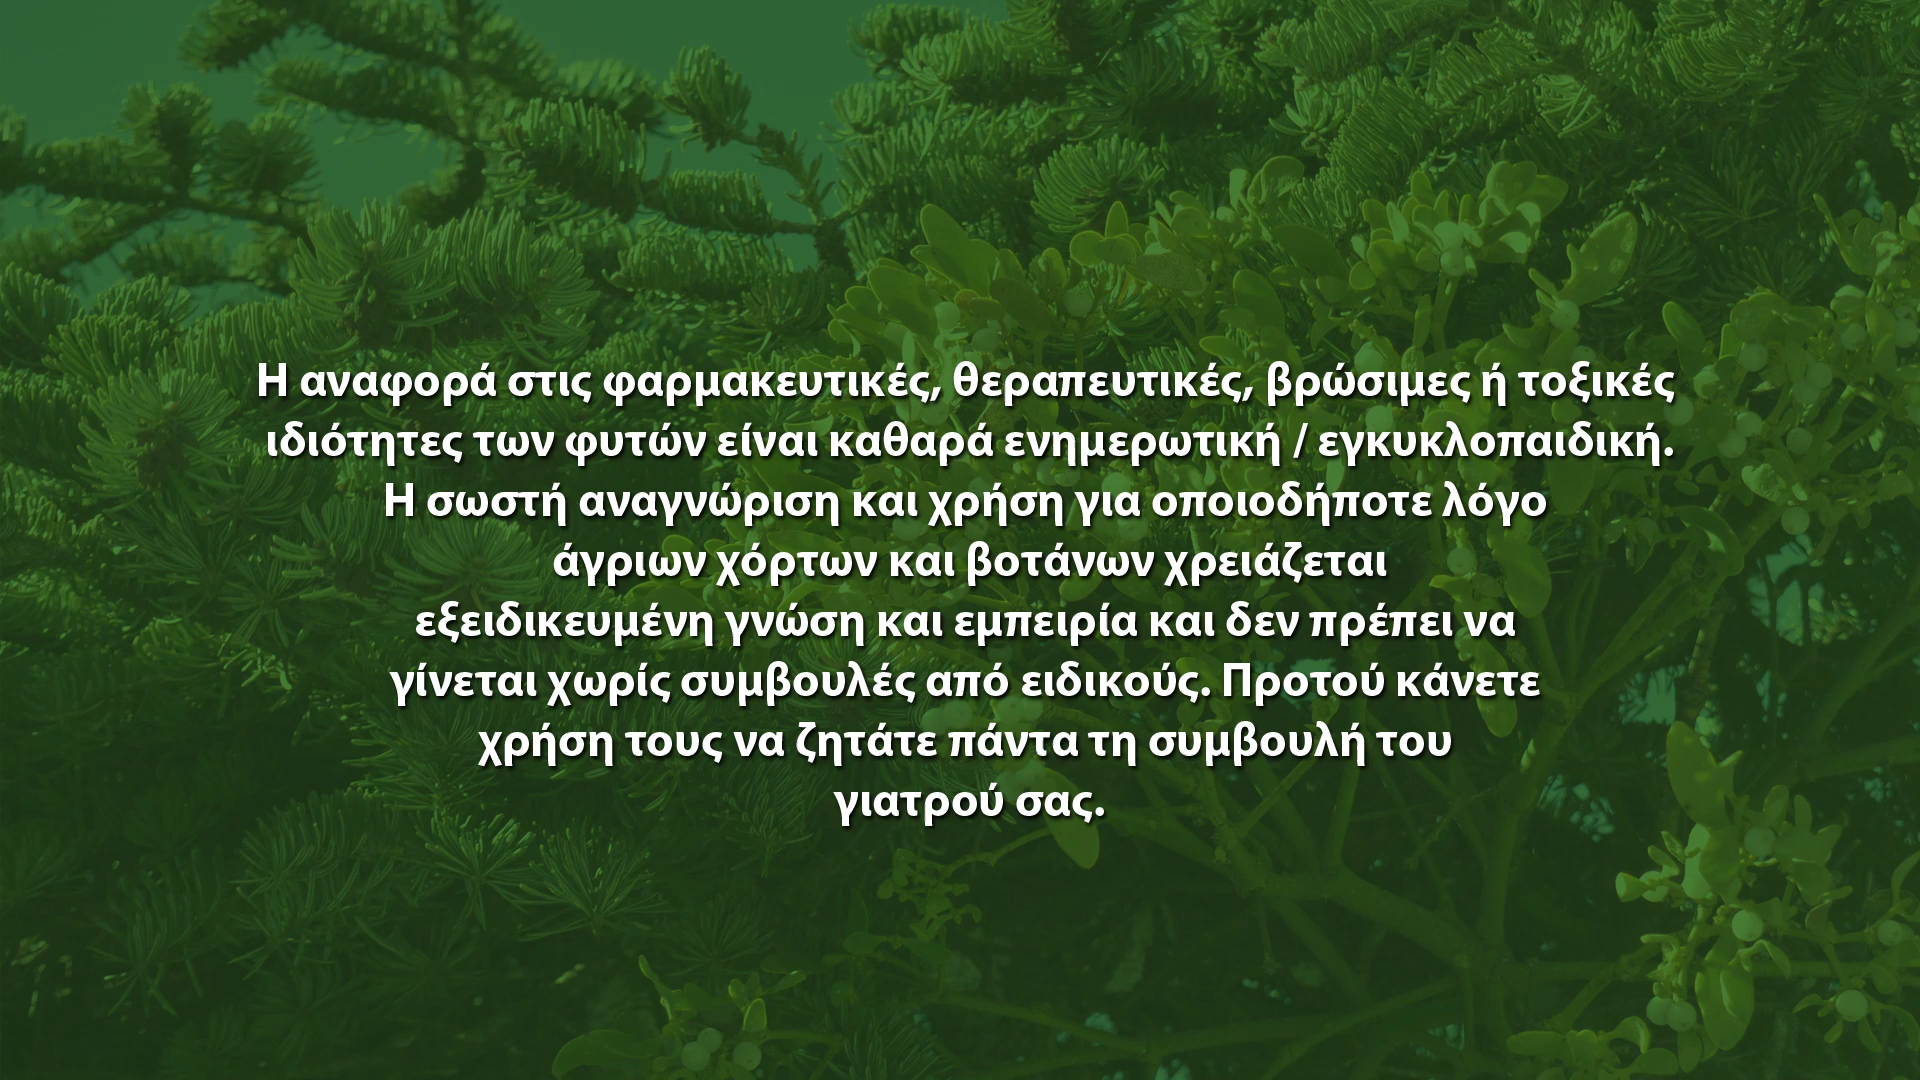 Η αναφορά στις φαρμακευτικές, θεραπευτικές, βρώσιμες ή τοξικές
ιδιότητες των φυτών είναι καθαρά ενημερωτική / εγκυκλοπαιδική.
Η σωστή αναγνώριση και χρήση για οποιοδήποτε λόγο
άγριων χόρτων και βοτάνων χρειάζεται
εξειδικευμένη γνώση και εμπειρία και δεν πρέπει να
γίνεται χωρίς συμβουλές από ειδικούς. Προτού κάνετε
χρήση τους να ζητάτε πάντα τη συμβουλή του
γιατρού σας.